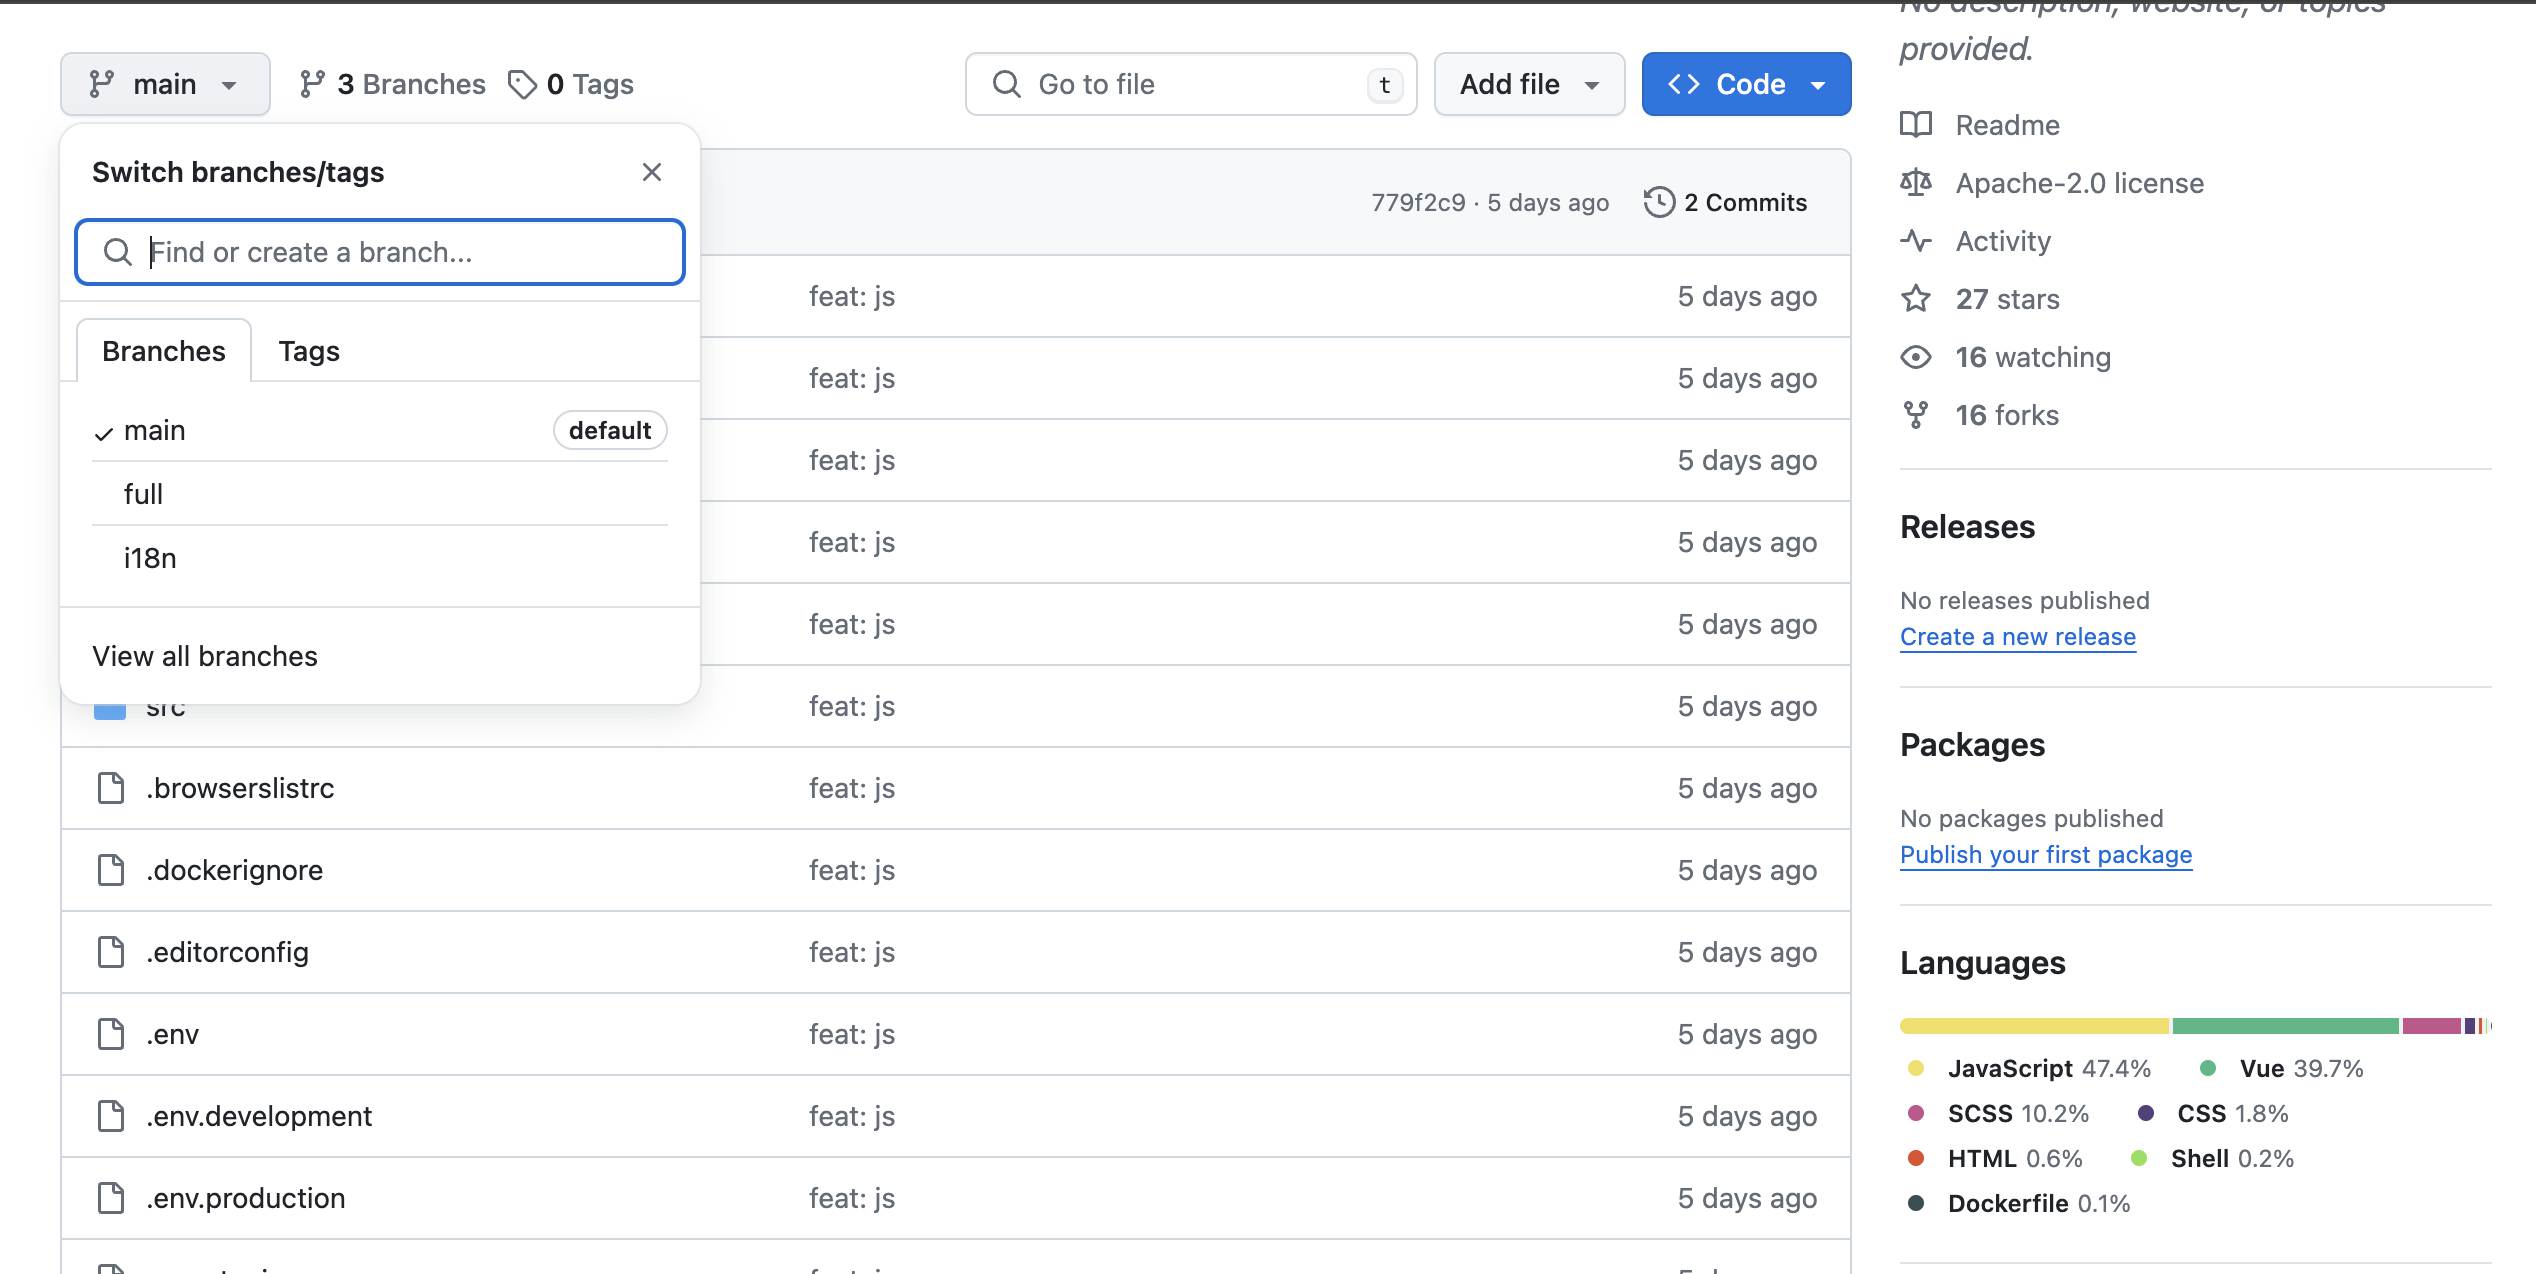 No description, website, or topics
provided.
main
3 Branches
0 Tags
Go to file
t
Add file
Code
Switch branches/tags
Find or create a branch...
Branches
Tags
main
default
full
i18n
View all branches
779f2c9 · 5 days ago
2 Commits
feat: js
5 days ago
feat: js
5 days ago
feat: js
5 days ago
feat: js
5 days ago
feat: js
5 days ago
src
feat: js
5 days ago
.browserslistrc
feat: js
5 days ago
.dockerignore
feat: js
5 days ago
.editorconfig
feat: js
5 days ago
.env
feat: js
5 days ago
.env.development
feat: js
5 days ago
.env.production
feat: js
5 days ago
Readme
Apache-2.0 license
Activity
27 stars
16 watching
16 forks
Releases
No releases published
Create a new release
Packages
No packages published
Publish your first package
Languages
JavaScript 47.4%
Vue 39.7%
SCSS 10.2%
CSS 1.8%
HTML 0.6%
Shell 0.2%
Dockerfile 0.1%